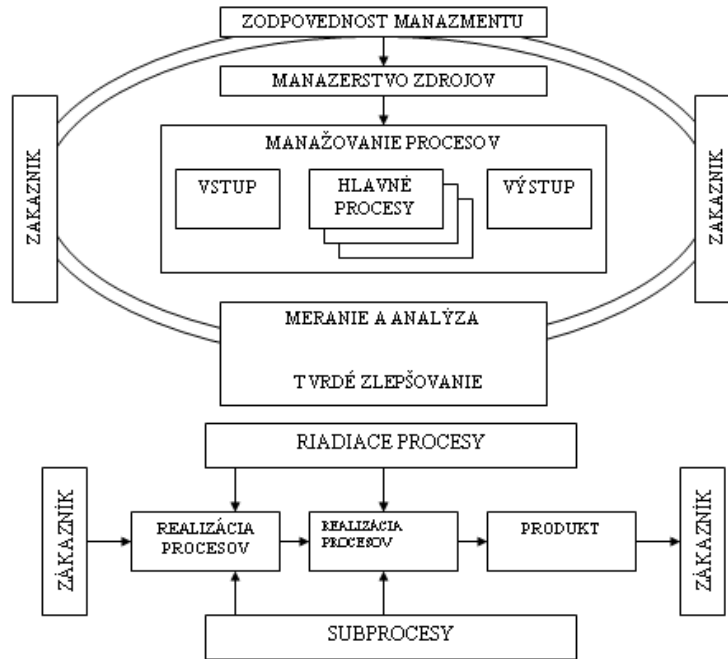 ZODPOVEDNOST MANAZMENTU
MANAZERSTVO ZDROJOV
ZAKAZNIK
MANAŽOVANIE PROCESOV
VSTUP
HLAVNÉ
PROCESY
VÝSTUP
ZAKAZNIK
MERANIE A ANALÝZA
TVRDÉ ZLEPŠOVANIE
RIADIACE PROCESY
ZÁKAZNÍK
REALIZÁCIA
PROCESOV
REALIZÁCIA
PROCESOV
PRODUKT
ZÁKAZNÍK
SUBPROCESY